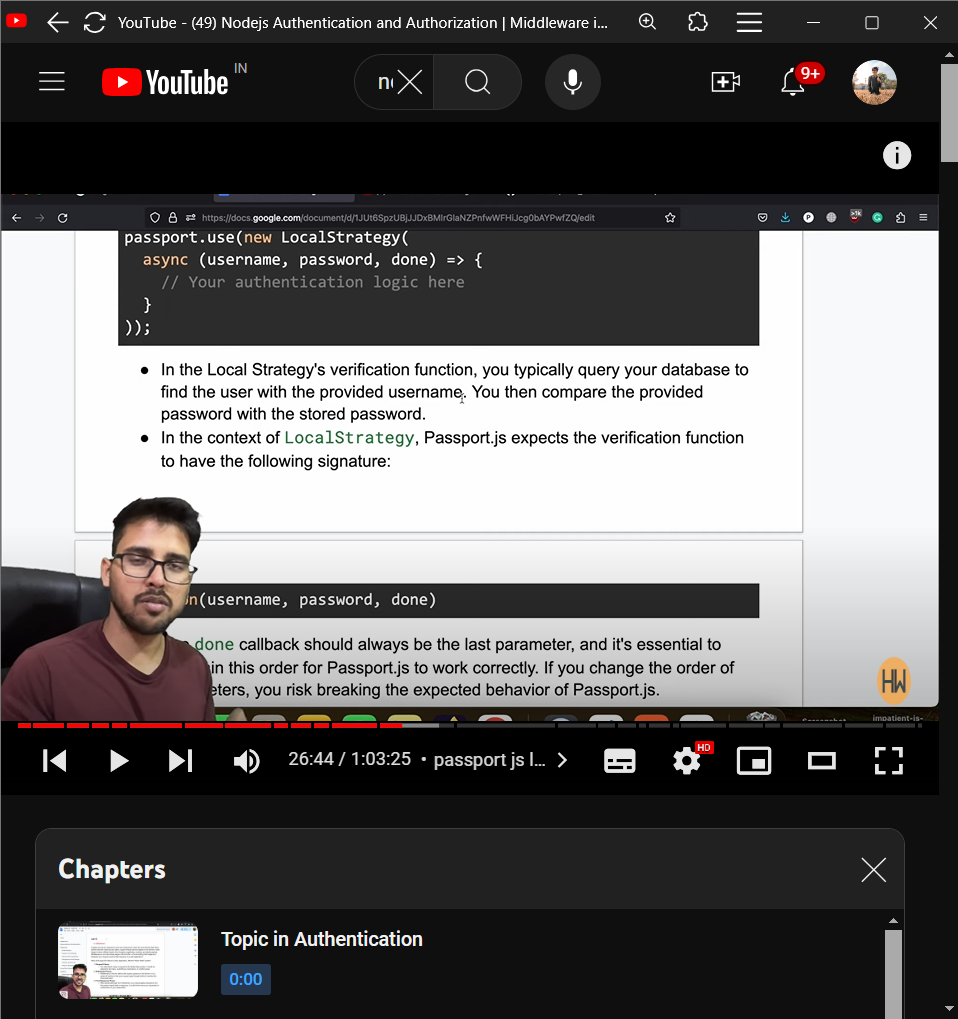 YouTube - (49) Nodejs Authentication and Authorization | Middleware i...
YouTube IN
9+
https://docs.google.com/document/d/1JUt6SpzUBjJJDxBMIrGlaNZPnfwWFHiJcg0bAYPwfZQ/edit
passport.use(new LocalStrategy(
async (username, password, done) => {
// Your authentication logic here
}
));
● In the Local Strategy's verification function, you typically query your database to
find the user with the provided username. You then compare the provided
password with the stored password.
● In the context of LocalStrategy, Passport.js expects the verification function
to have the following signature:
(username, password, done)
done callback should always be the last parameter, and it's essential to
in this order for Passport.js to work correctly. If you change the order of
you risk breaking the expected behavior of Passport.js.
HW
26:44 / 1:03:25 • passport js l...
HD
Chapters
Topic in Authentication
0:00